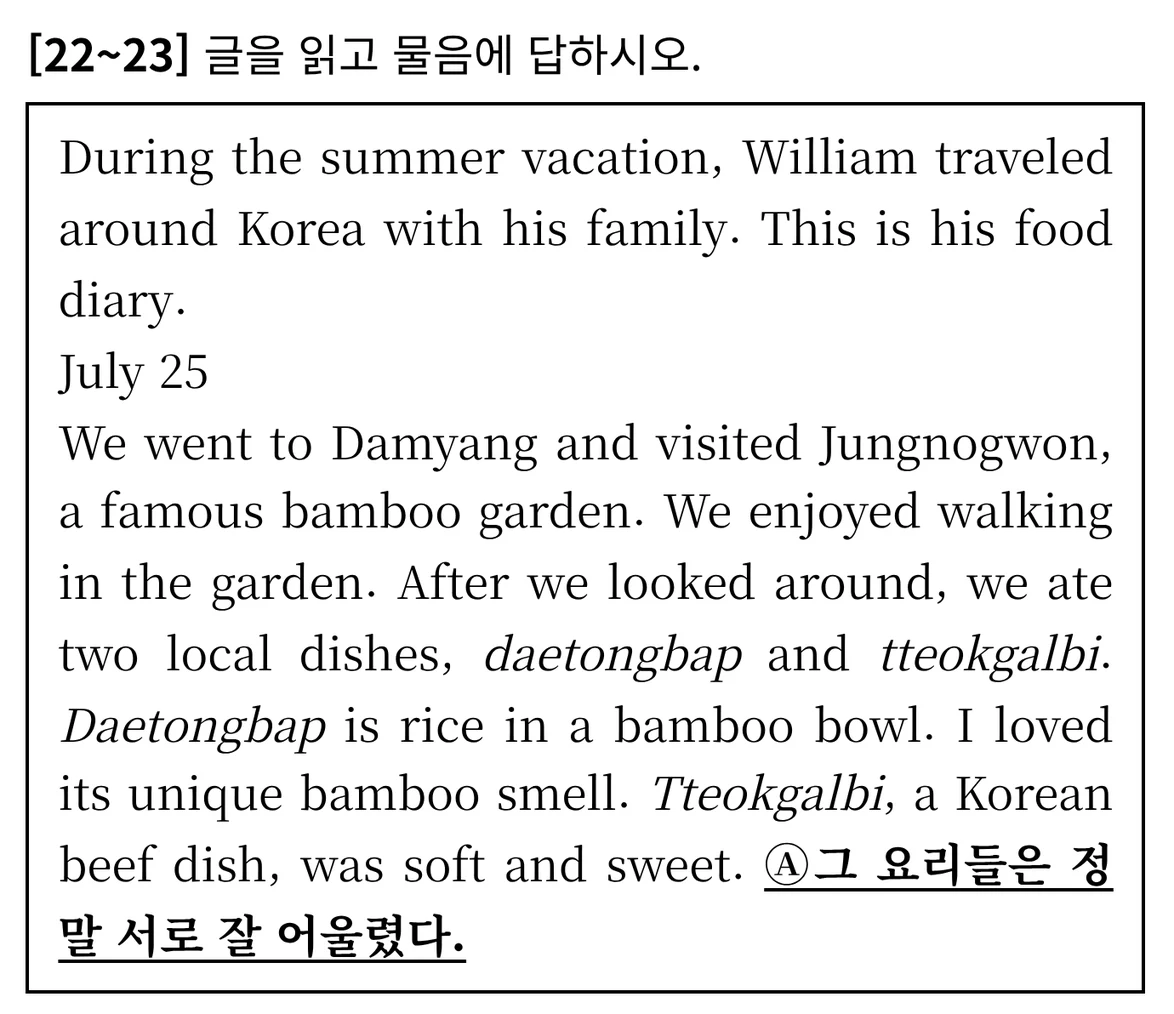 [22~23] 글을 읽고 물음에 답하시오.
During the summer vacation, William traveled
around Korea with his family. This is his food
diary.
July 25
We went to Damyang and visited Jungnogwon,
a famous bamboo garden. We enjoyed walking
in the garden. After we looked around, we ate
two local dishes, daetongbap and tteokgalbi.
Daetongbap is rice in a bamboo bowl. I loved
its unique bamboo smell. Tteokgalbi, a Korean
beef dish, was soft and sweet. Ⓐ그 요리들은 정
말 서로 잘 어울렸다.